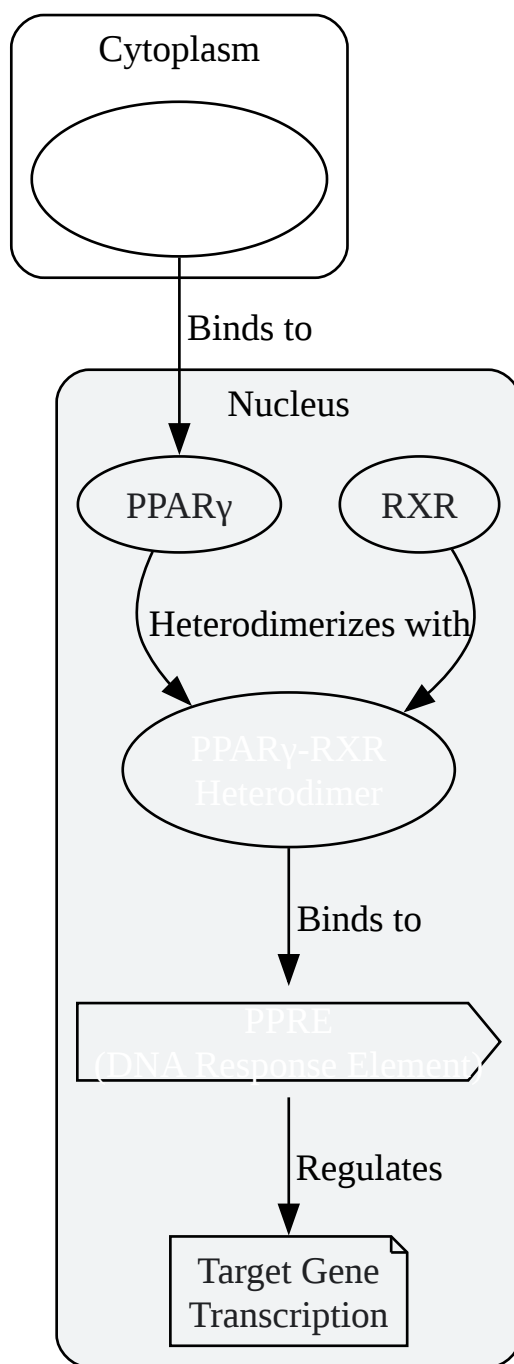 Cytoplasm
Binds to
Nucleus
PPARγ
RXR
Heterodimerizes with
PPARγ-RXR
Heterodimer
Binds to
PPRE
(DNA Response Element)
Regulates
Target Gene
Transcription